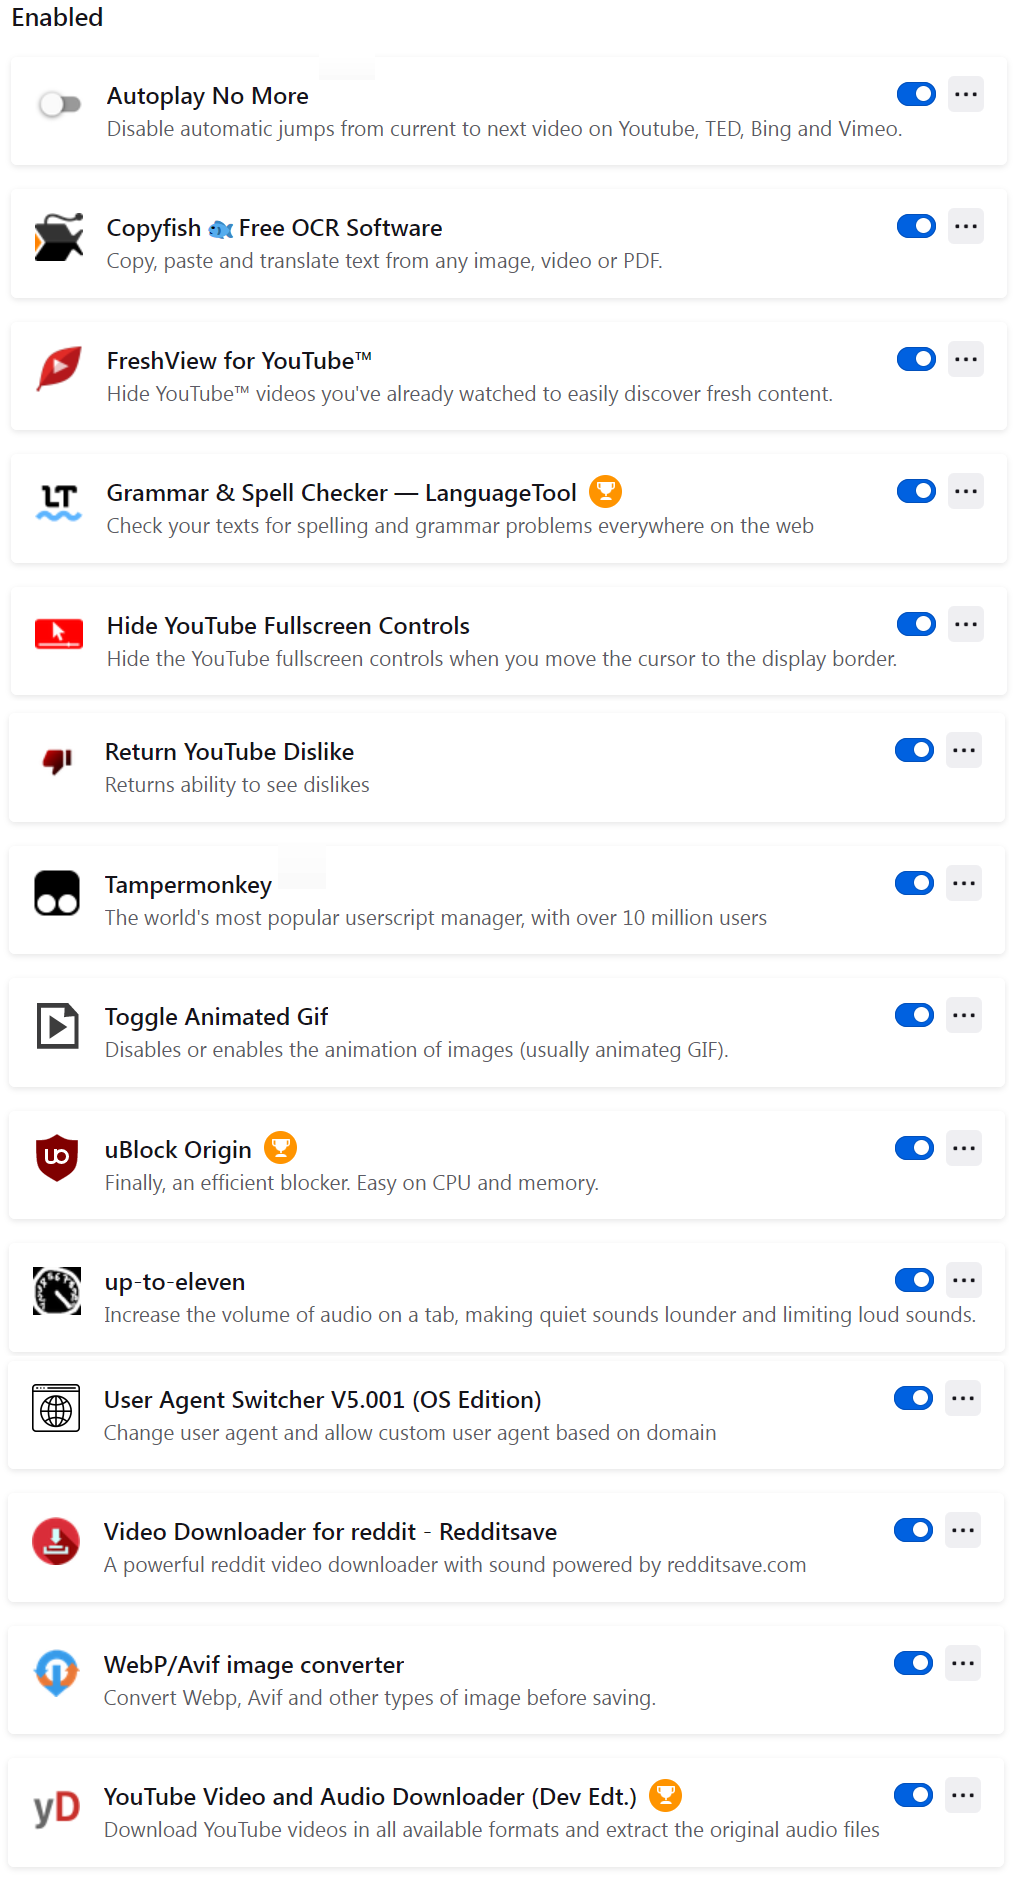 Enabled
Autoplay No More
Disable automatic jumps from current to next video on Youtube, TED, Bing and Vimeo.
Copyfish 🐟 Free OCR Software
Copy, paste and translate text from any image, video or PDF.
FreshView for YouTube™
Hide YouTube™ videos you've already watched to easily discover fresh content.
LT
Grammar & Spell Checker — LanguageTool
Check your texts for spelling and grammar problems everywhere on the web
Hide YouTube Fullscreen Controls
Hide the YouTube fullscreen controls when you move the cursor to the display border.
Return YouTube Dislike
Returns ability to see dislikes
Tampermonkey
The world's most popular userscript manager, with over 10 million users
Toggle Animated Gif
Disables or enables the animation of images (usually animateg GIF).
uO
uBlock Origin
Finally, an efficient blocker. Easy on CPU and memory.
up-to-eleven
Increase the volume of audio on a tab, making quiet sounds lounder and limiting loud sounds.
User Agent Switcher V5.001 (OS Edition)
Change user agent and allow custom user agent based on domain
Video Downloader for reddit - Redditsave
A powerful reddit video downloader with sound powered by redditsave.com
WebP/Avif image converter
Convert Webp, Avif and other types of image before saving.
yD
YouTube Video and Audio Downloader (Dev Edt.)
Download YouTube videos in all available formats and extract the original audio files